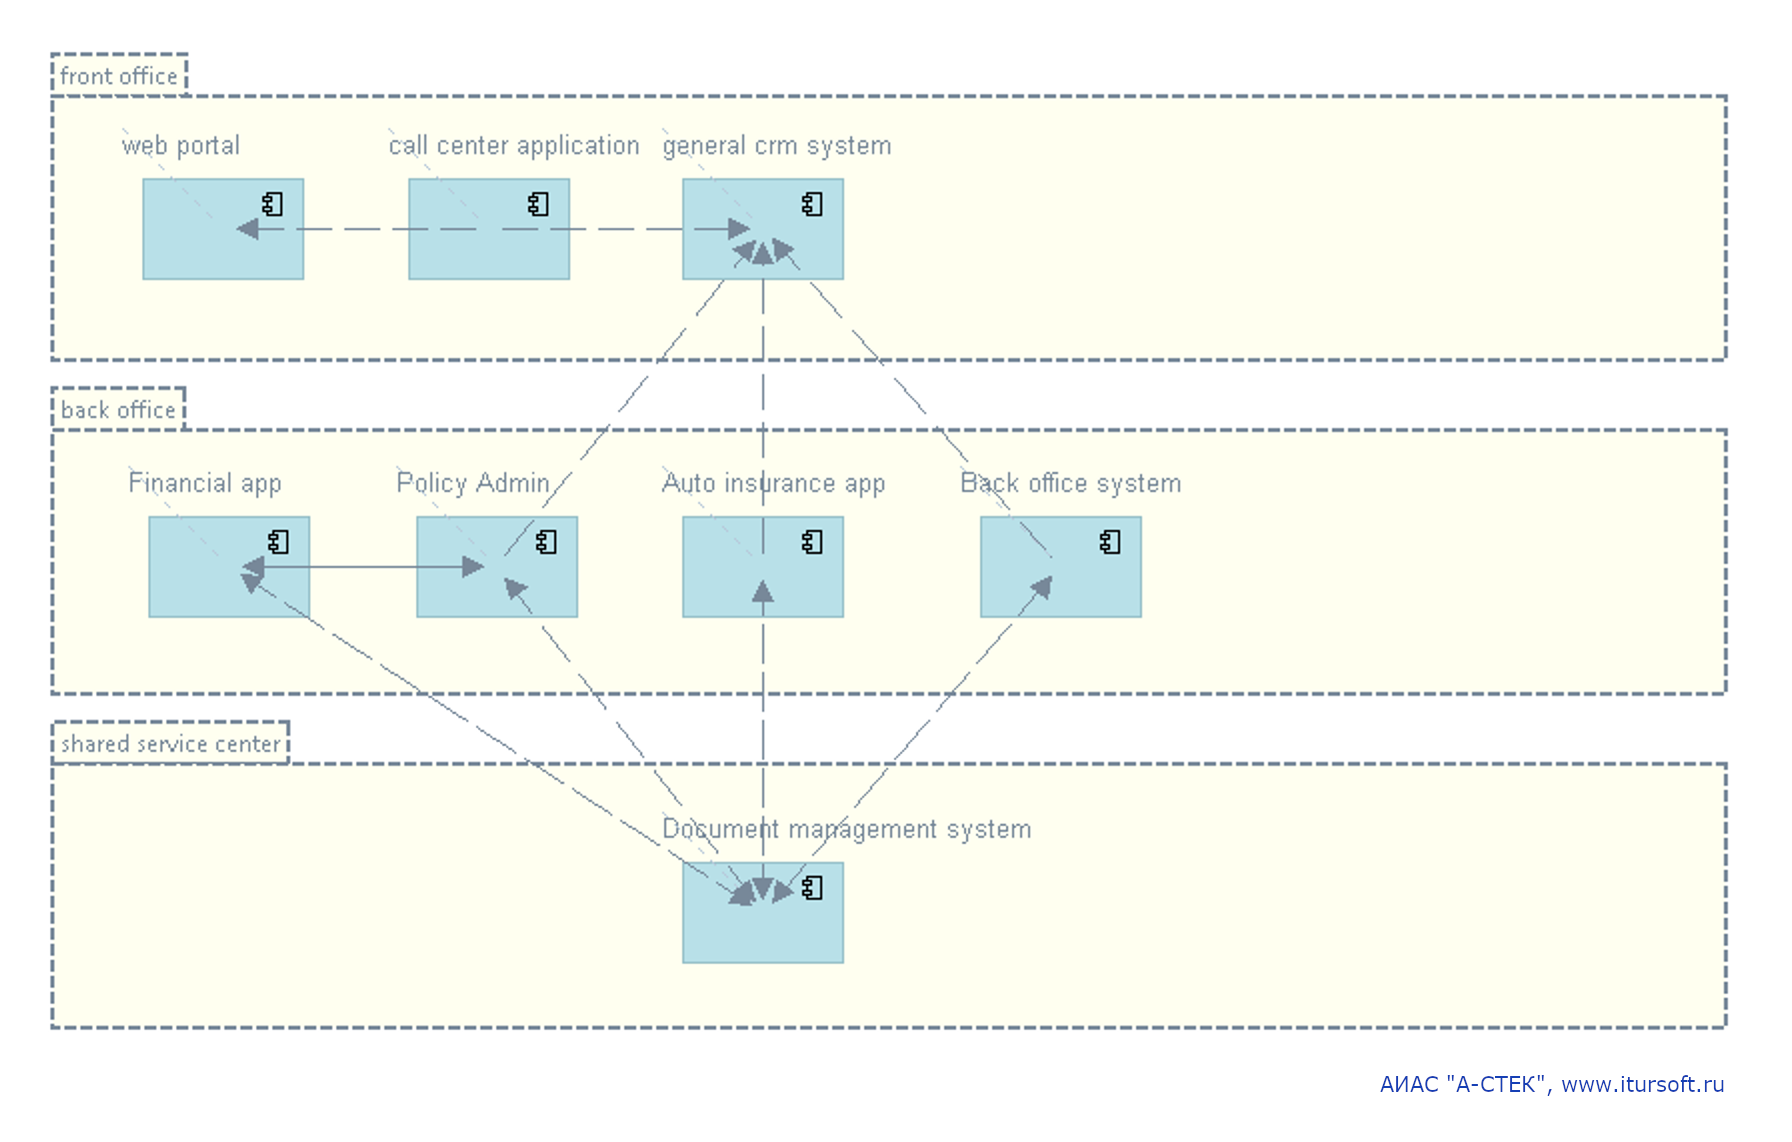 front office
web portal
call center application
general crm system
back office
Financial app
Policy Admin
Auto insurance app
Back office system
shared service center
Document management system
АИАС "А-СТЕК", www.itursoft.ru